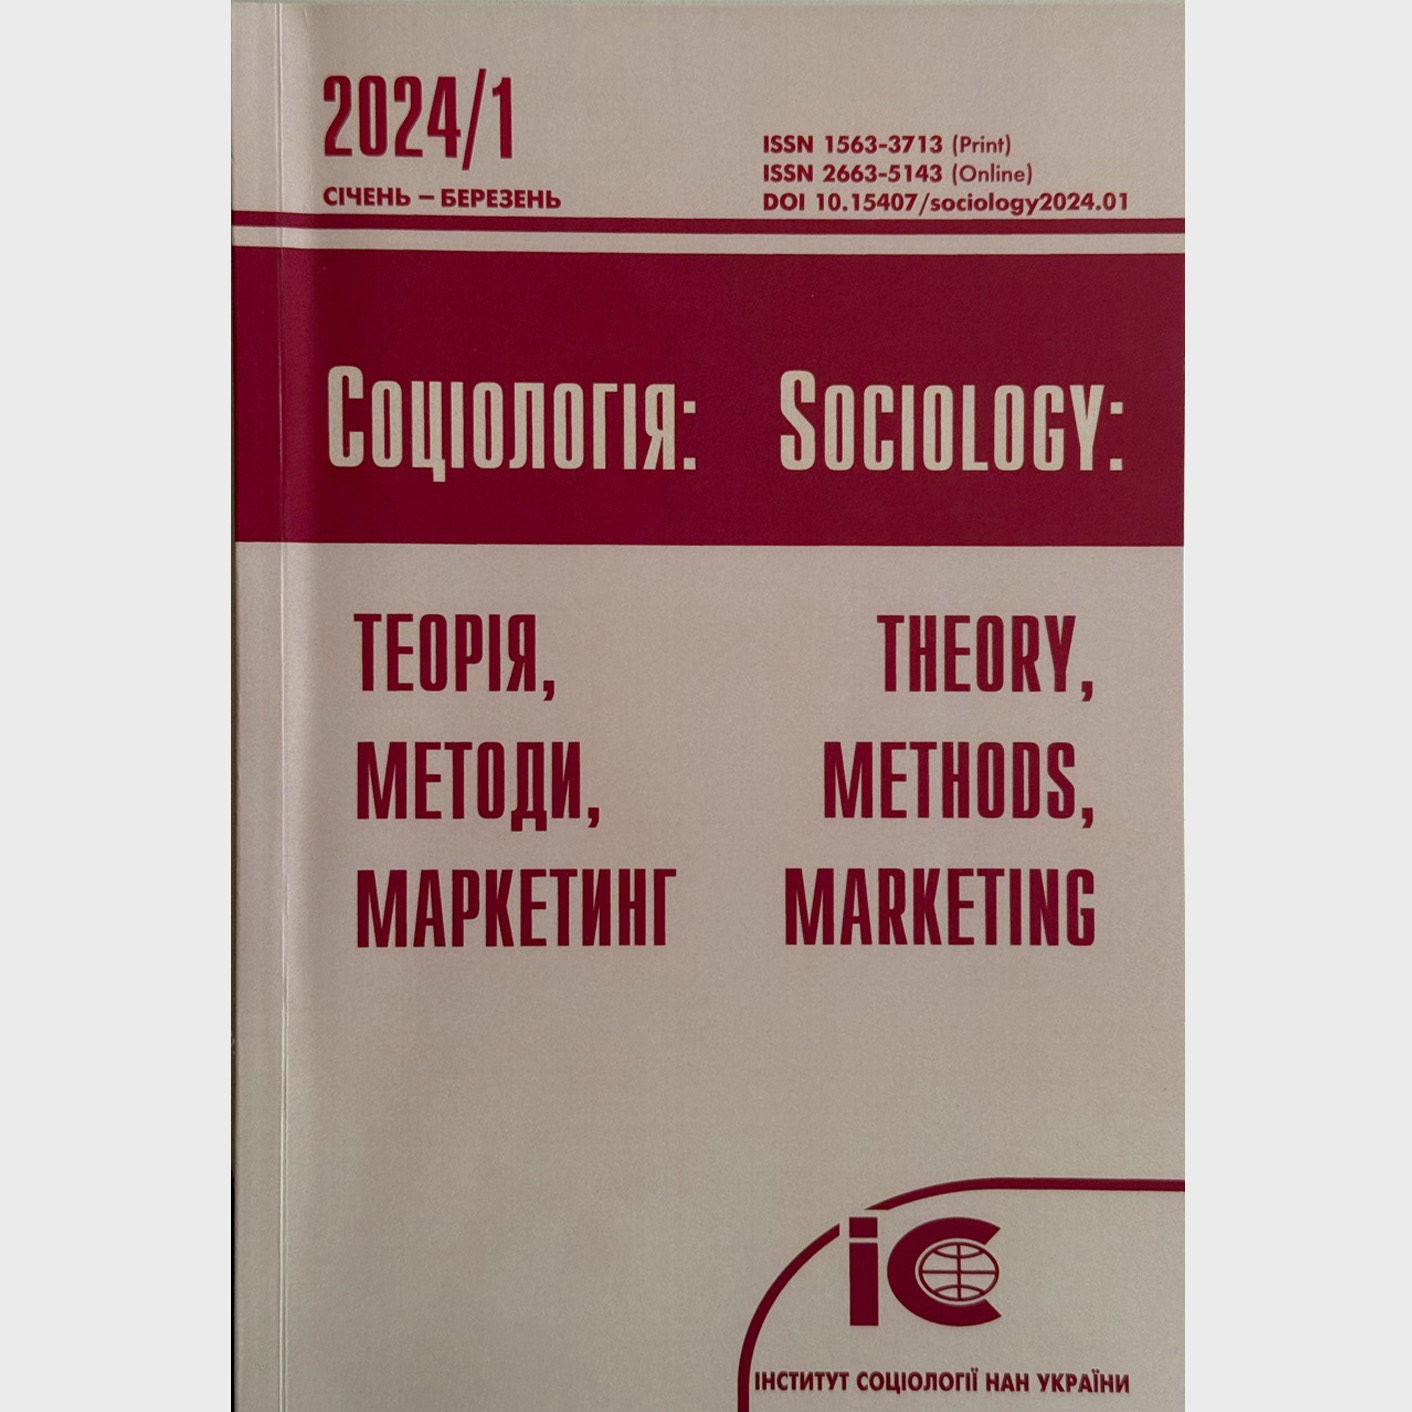 2024/1
СІЧЕНЬ – БЕРЕЗЕНЬ
ISSN 1563-3713 (Print)
ISSN 2663-5143 (Online)
DOI 10.15407/sociology2024.01
Соціологія:
ТЕОРІЯ,
МЕТОДИ,
МАРКЕТИНГ
Sociology:
THEORY,
METHODS,
MARKETING
іС
ІНСТИТУТ СОЦІОЛОГІЇ НАН УКРАЇНИ